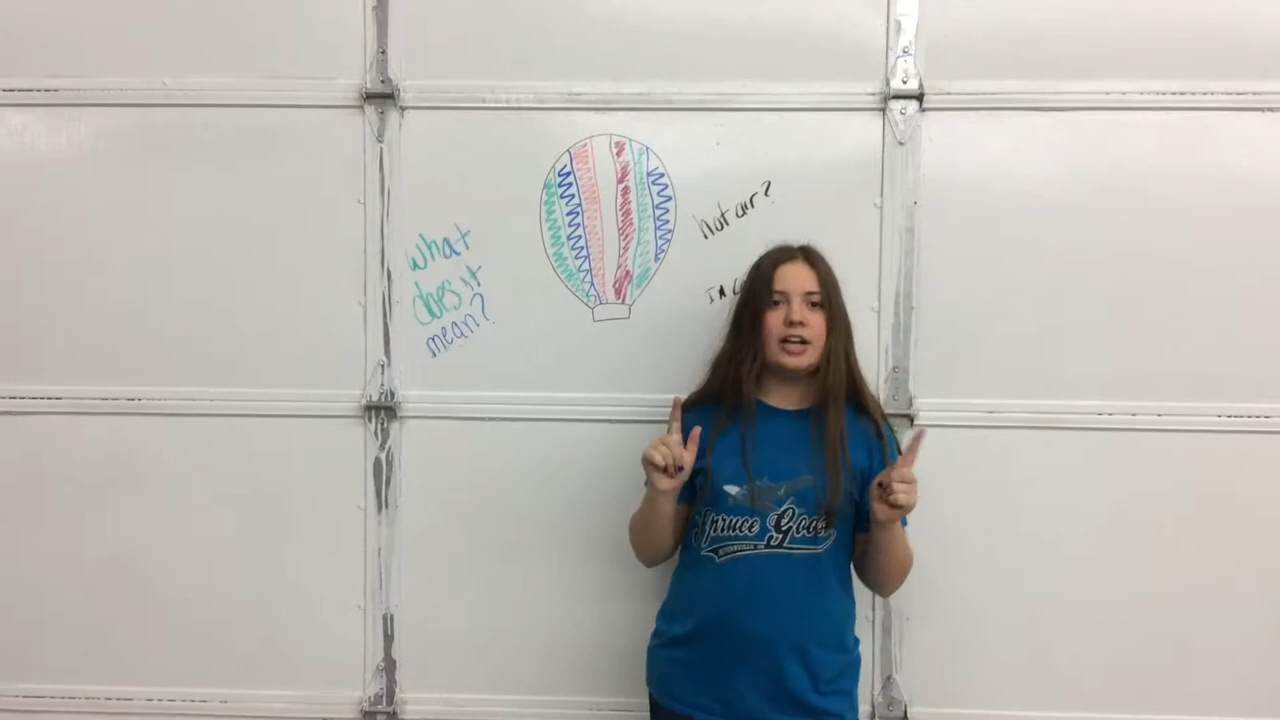 what
does it
mean?
hot air?
Spruce Goose